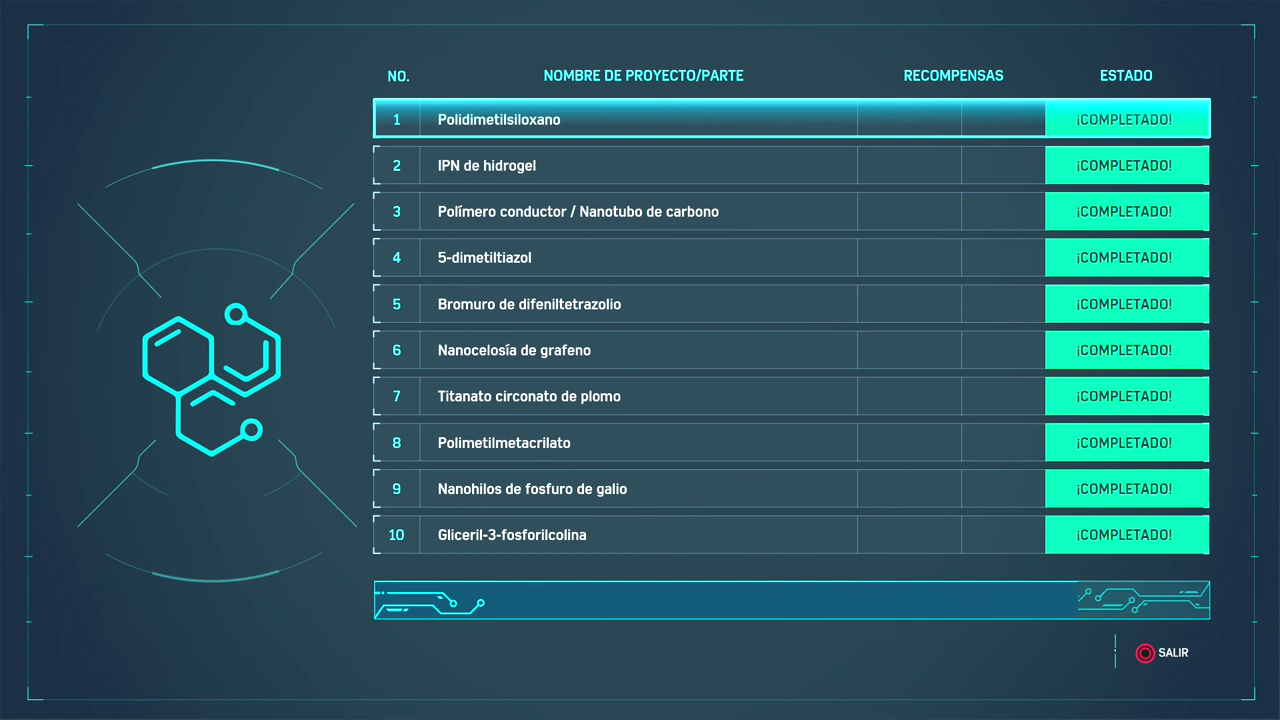 NO. NOMBRE DE PROYECTO/PARTE RECOMPENSAS ESTADO
1 Polidimetilsiloxano ¡COMPLETADO!
2 IPN de hidrogel ¡COMPLETADO!
3 Polímero conductor / Nanotubo de carbono ¡COMPLETADO!
4 5-dimetiltiazol ¡COMPLETADO!
5 Bromuro de difeniltetrazolio ¡COMPLETADO!
6 Nanocelosía de grafeno ¡COMPLETADO!
7 Titanato circonato de plomo ¡COMPLETADO!
8 Polimetilmetacrilato ¡COMPLETADO!
9 Nanohilos de fosfuro de galio ¡COMPLETADO!
10 Gliceril-3-fosforilcolina ¡COMPLETADO!
SALIR